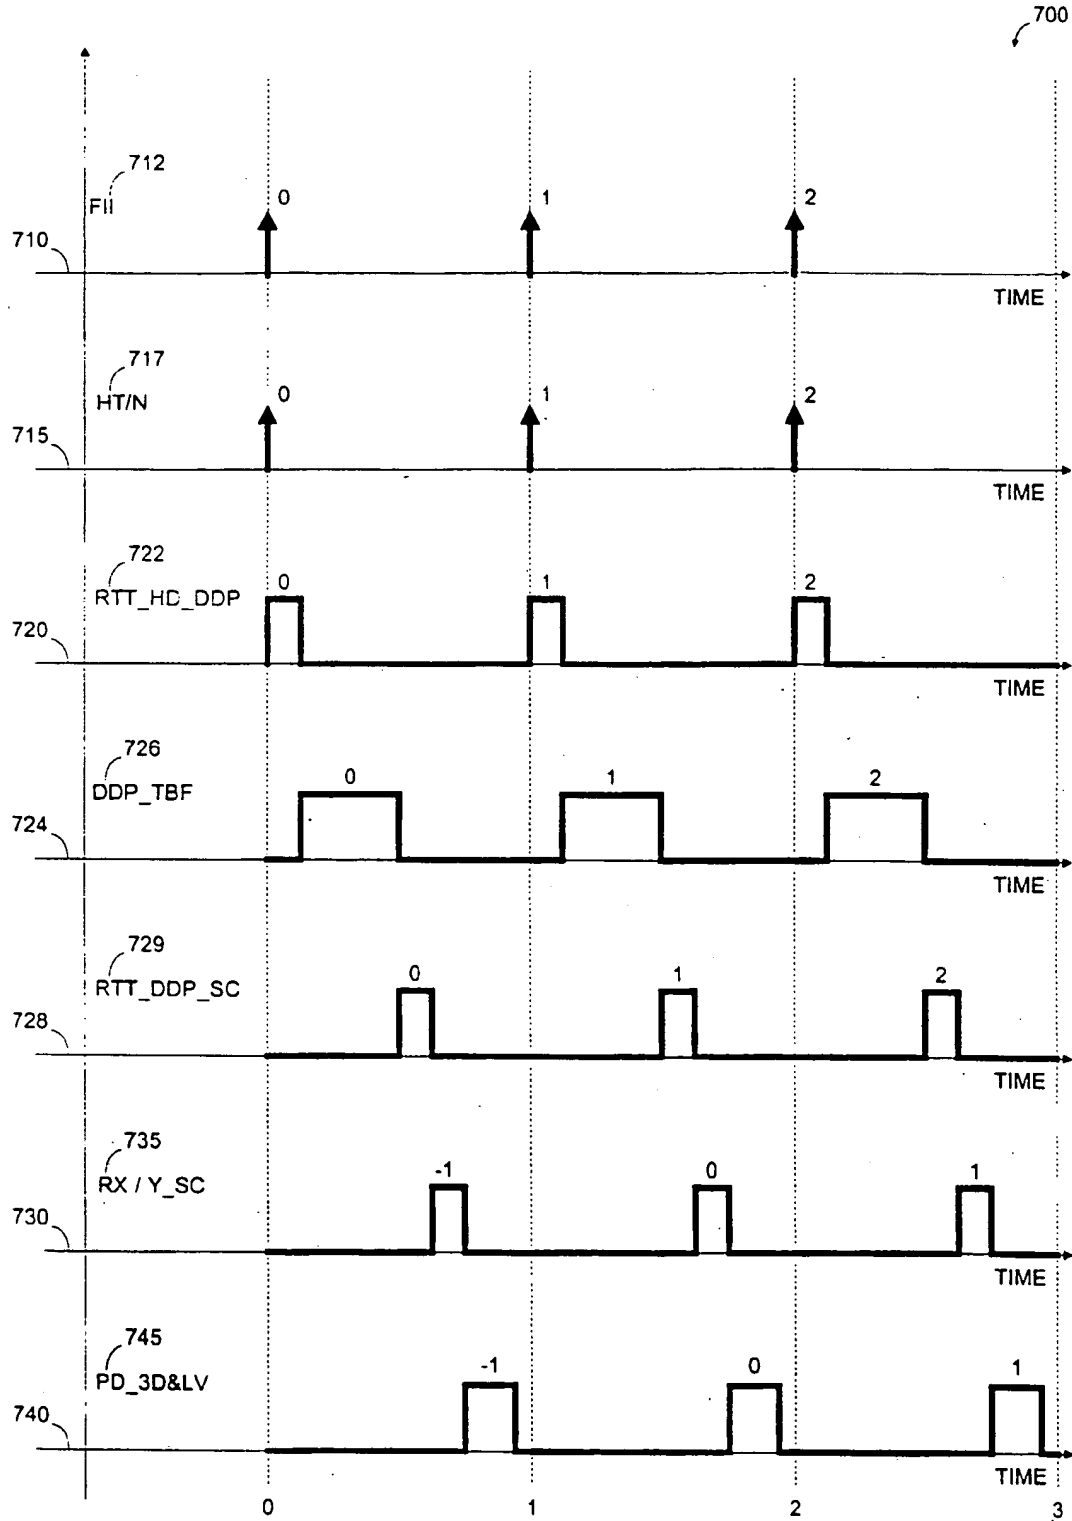 700
712
FII
0 1 2
710
TIME
717
HT/N
0 1 2
715
TIME
722
RTT_HD_DDP
0 1 2
720
TIME
726
DDP_TBF
0 1 2
724
TIME
729
RTT_DDP_SC
0 1 2
728
TIME
735
RX / Y_SC
-1 0 1
730
TIME
745
PD_3D&LV
-1 0 1
740
TIME
0 1 2 3